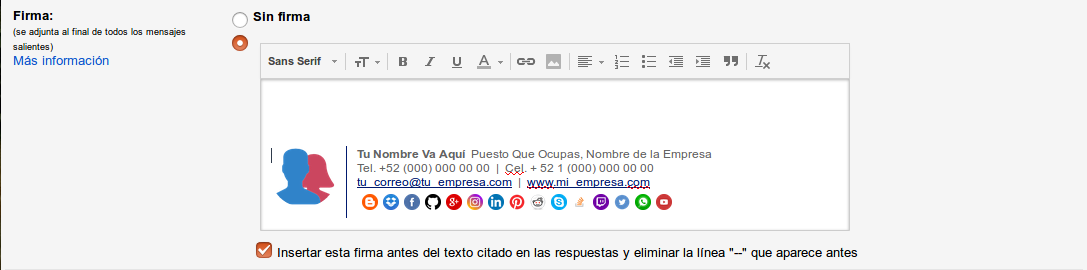 Firma:
(se adjunta al final de todos los mensajes
salientes)
Más información
Sin firma
Sans Serif
Tu Nombre Va Aquí Puesto Que Ocupas, Nombre de la Empresa
Tel. +52 (000) 000 00 00 | Cel. + 52 1 (000) 000 00 00
tu_correo@tu_empresa.com | www.mi_empresa.com
Insertar esta firma antes del texto citado en las respuestas y eliminar la línea "--" que aparece antes